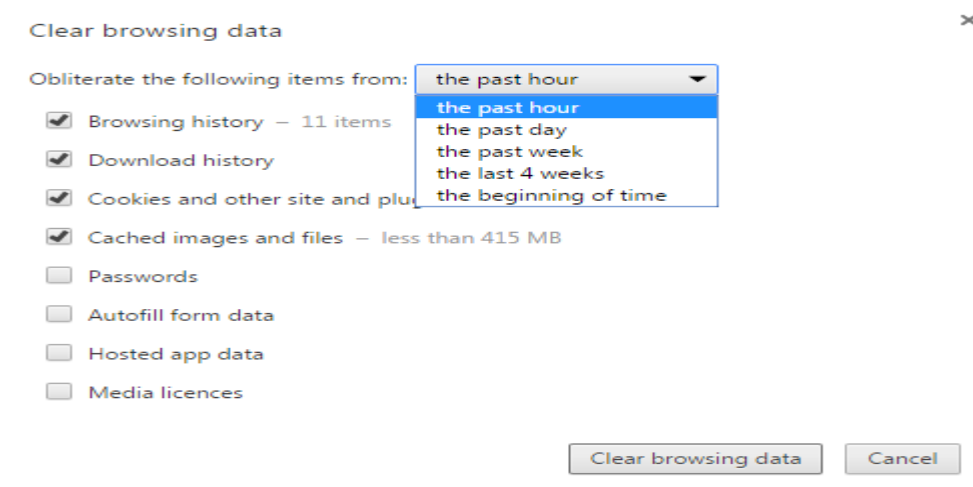 Clear browsing data
Obliterate the following items from: the past hour
the past hour
the past day
the past week
the last 4 weeks
the beginning of time
Browsing history – 11 items
Download history
Cookies and other site and
Cached images and files – less than 415 MB
Passwords
Autofill form data
Hosted app data
Media licences
Clear browsing data Cancel